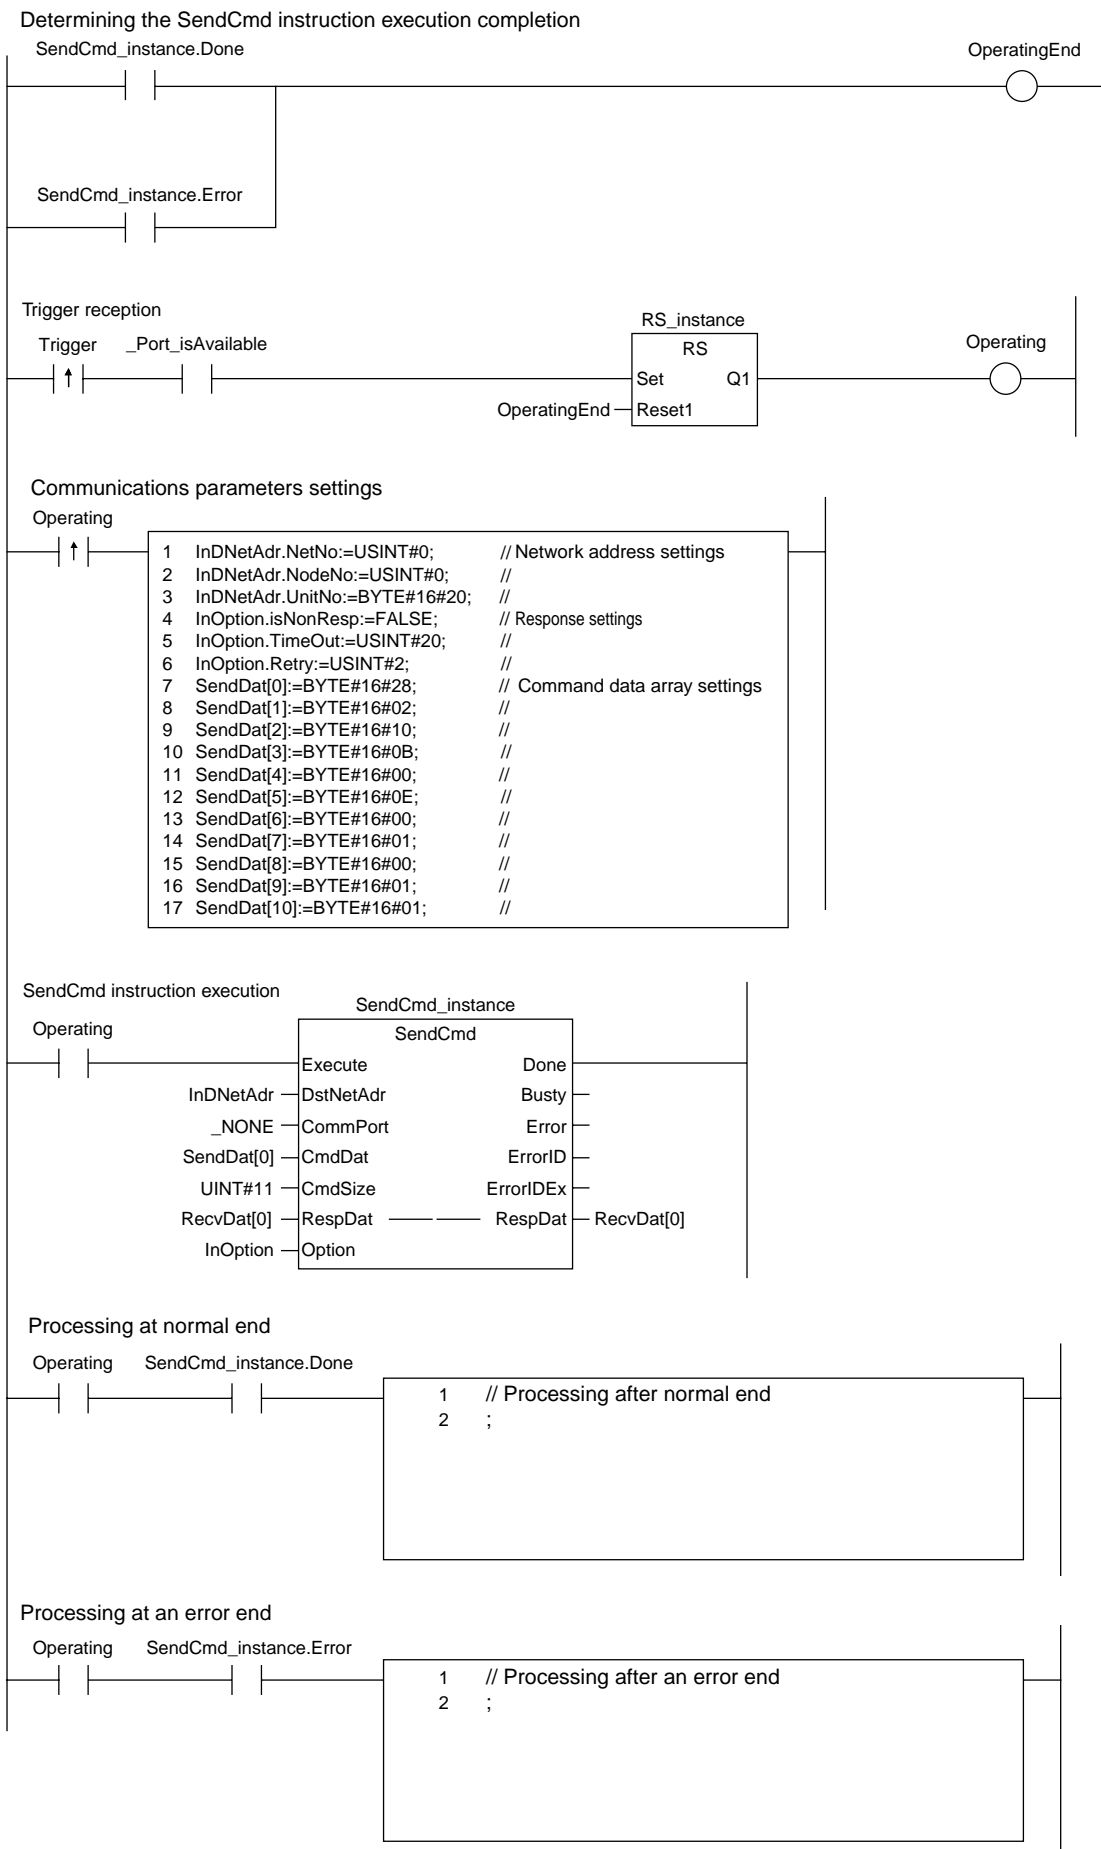 Determining the SendCmd instruction execution completion
SendCmd_instance.Done
OperatingEnd
SendCmd_instance.Error
Trigger reception
Trigger
_Port_isAvailable
RS_instance
RS
Set Q1
OperatingEnd
Reset1
Operating
Communications parameters settings
Operating
1 InDNetAdr.NetNo:=USINT#0; // Network address settings
2 InDNetAdr.NodeNo:=USINT#0; //
3 InDNetAdr.UnitNo:=BYTE#16#20; //
4 InOption.isNonResp:=FALSE; // Response settings
5 InOption.TimeOut:=USINT#20; //
6 InOption.Retry:=USINT#2; //
7 SendDat[0]:=BYTE#16#28; // Command data array settings
8 SendDat[1]:=BYTE#16#02; //
9 SendDat[2]:=BYTE#16#10; //
10 SendDat[3]:=BYTE#16#0B; //
11 SendDat[4]:=BYTE#16#00; //
12 SendDat[5]:=BYTE#16#0E; //
13 SendDat[6]:=BYTE#16#00; //
14 SendDat[7]:=BYTE#16#01; //
15 SendDat[8]:=BYTE#16#00; //
16 SendDat[9]:=BYTE#16#01; //
17 SendDat[10]:=BYTE#16#01; //
SendCmd instruction execution
SendCmd_instance
Operating
SendCmd
Execute Done
InDNetAdr DstNetAdr Busty
_NONE CommPort Error
SendDat[0] CmdDat ErrorID
UINT#11 CmdSize ErrorIDEx
RecvDat[0] RespDat RespDat RecvDat[0]
InOption Option
Processing at normal end
Operating SendCmd_instance.Done
1 // Processing after normal end
2 ;
Processing at an error end
Operating SendCmd_instance.Error
1 // Processing after an error end
2 ;